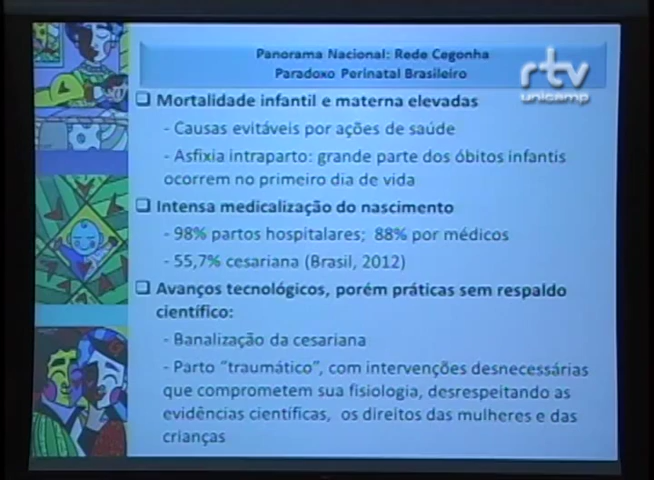 Panorama Nacional: Rede Cegonha
Paradoxo Perinatal Brasileiro
rtv
unicamp
Mortalidade infantil e materna elevadas
- Causas evitáveis por ações de saúde
- Asfixia intraparto: grande parte dos óbitos infantis
ocorrem no primeiro dia de vida
Intensa medicalização do nascimento
- 98% partos hospitalares; 88% por médicos
- 55,7% cesariana (Brasil, 2012)
Avanços tecnológicos, porém práticas sem respaldo
científico:
- Banalização da cesariana
- Parto "traumático", com intervenções desnecessárias
que comprometem sua fisiologia, desrespeitando as
evidências científicas, os direitos das mulheres e das
crianças